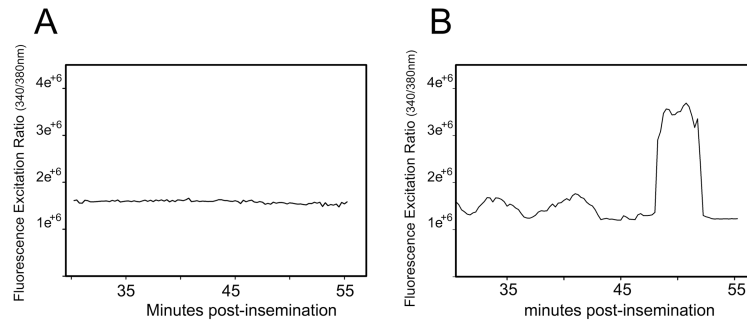 A
Fluorescence Excitation Ratio (340/380nm)
4e+6
3e+6
2e+6
1e+6
35
45
55
Minutes post-insemination
B
Fluorescence Excitation Ratio (340/380nm)
4e+6
3e+6
2e+6
1e+6
35
45
55
minutes post-insemination